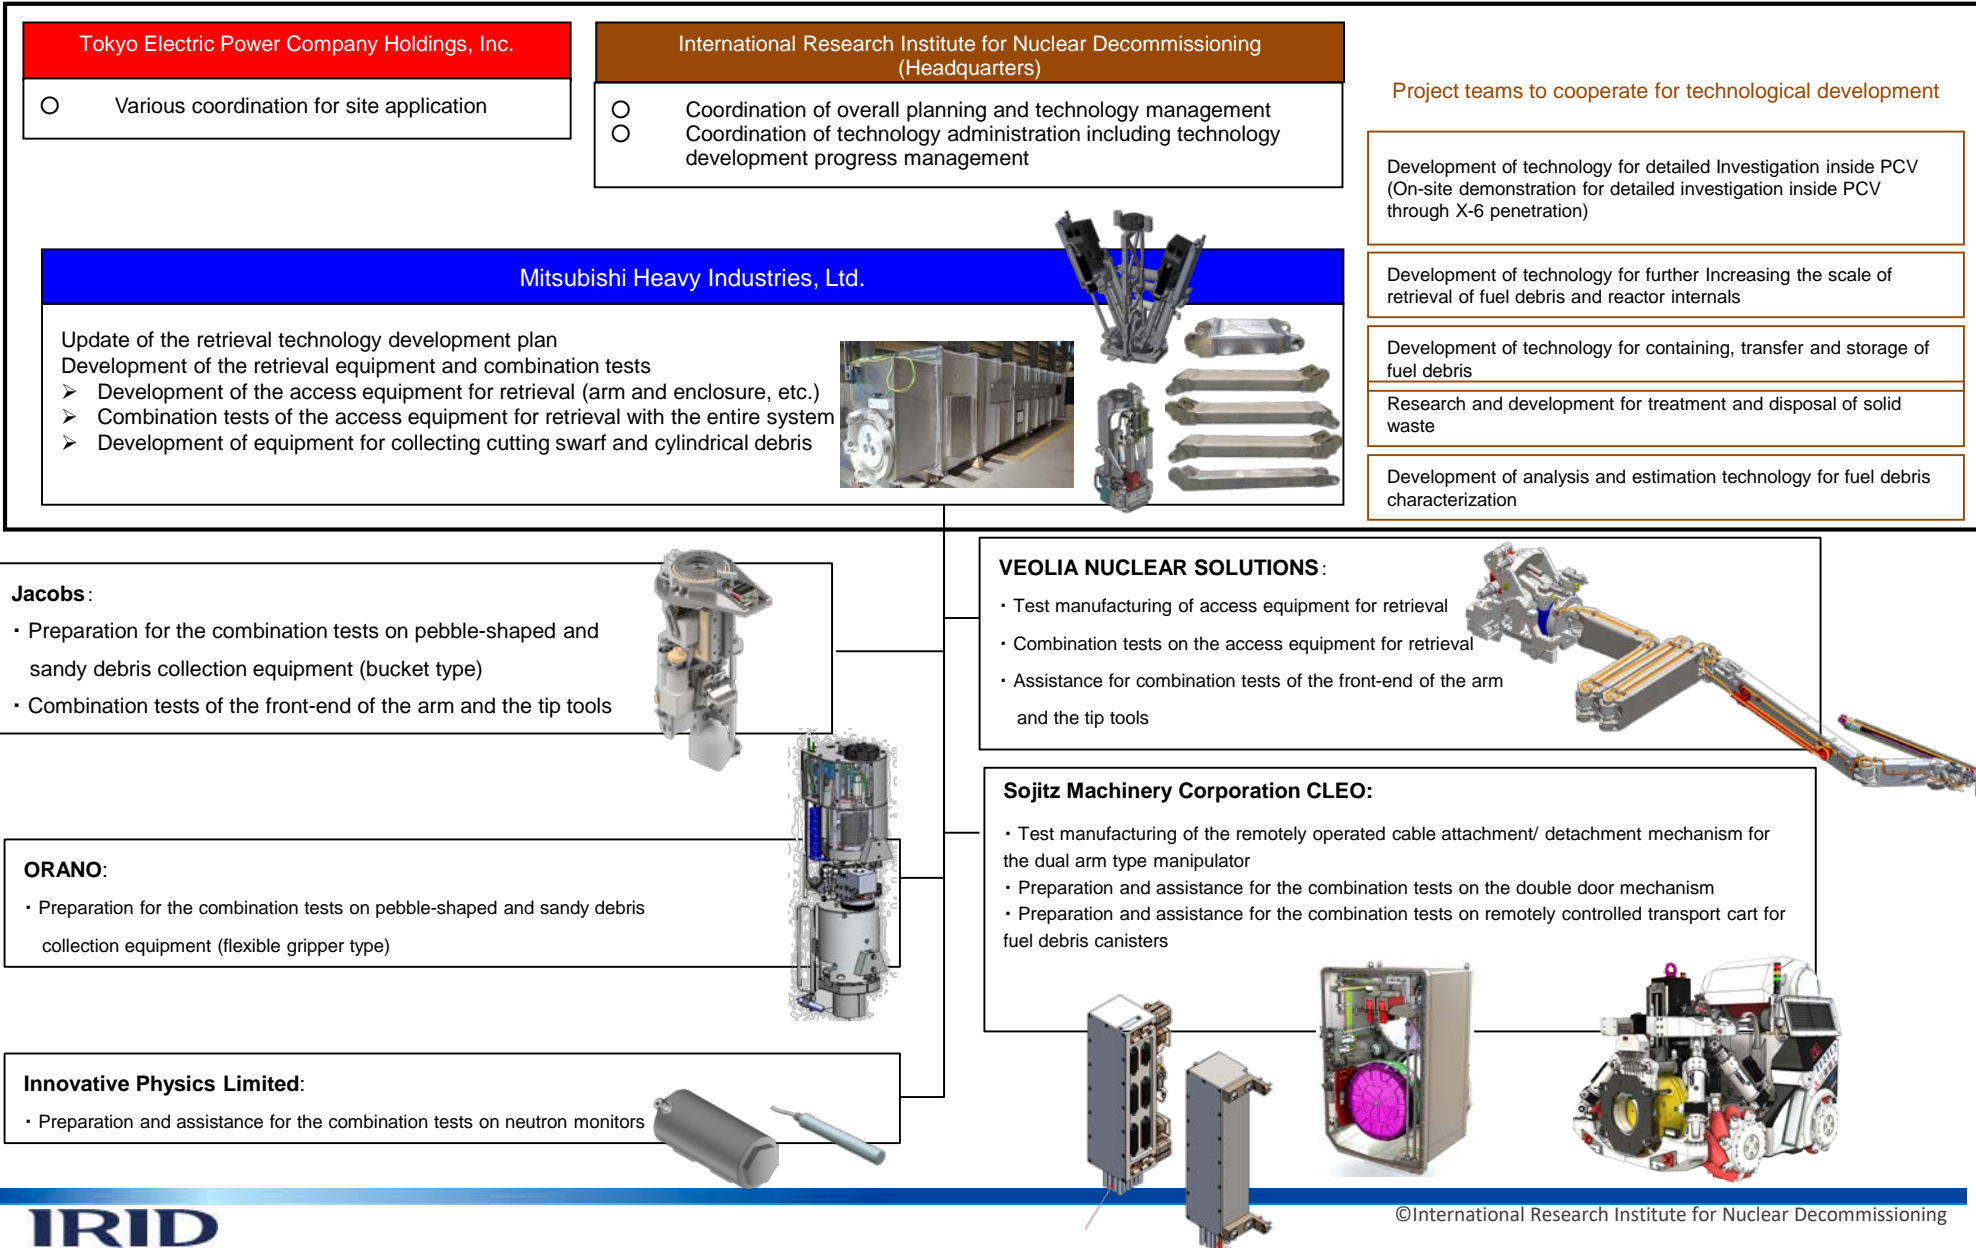 Tokyo Electric Power Company Holdings, Inc.
○ Various coordination for site application
International Research Institute for Nuclear Decommissioning
(Headquarters)
○ Coordination of overall planning and technology management
○ Coordination of technology administration including technology
development progress management
Project teams to cooperate for technological development
Development of technology for detailed Investigation inside PCV
(On-site demonstration for detailed investigation inside PCV
through X-6 penetration)
Development of technology for further Increasing the scale of
retrieval of fuel debris and reactor internals
Development of technology for containing, transfer and storage of
fuel debris
Research and development for treatment and disposal of solid
waste
Development of analysis and estimation technology for fuel debris
characterization
Mitsubishi Heavy Industries, Ltd.
Update of the retrieval technology development plan
Development of the retrieval equipment and combination tests
➢ Development of the access equipment for retrieval (arm and enclosure, etc.)
➢ Combination tests of the access equipment for retrieval with the entire system
➢ Development of equipment for collecting cutting swarf and cylindrical debris
Jacobs:
・Preparation for the combination tests on pebble-shaped and
sandy debris collection equipment (bucket type)
・Combination tests of the front-end of the arm and the tip tools
VEOLIA NUCLEAR SOLUTIONS:
・Test manufacturing of access equipment for retrieval
・Combination tests on the access equipment for retrieval
・Assistance for combination tests of the front-end of the arm
and the tip tools
ORANO:
・Preparation for the combination tests on pebble-shaped and sandy debris
collection equipment (flexible gripper type)
Sojitz Machinery Corporation CLEO:
・Test manufacturing of the remotely operated cable attachment/ detachment mechanism for
the dual arm type manipulator
・Preparation and assistance for the combination tests on the double door mechanism
・Preparation and assistance for the combination tests on remotely controlled transport cart for
fuel debris canisters
Innovative Physics Limited:
・Preparation and assistance for the combination tests on neutron monitors
IRID
©International Research Institute for Nuclear Decommissioning